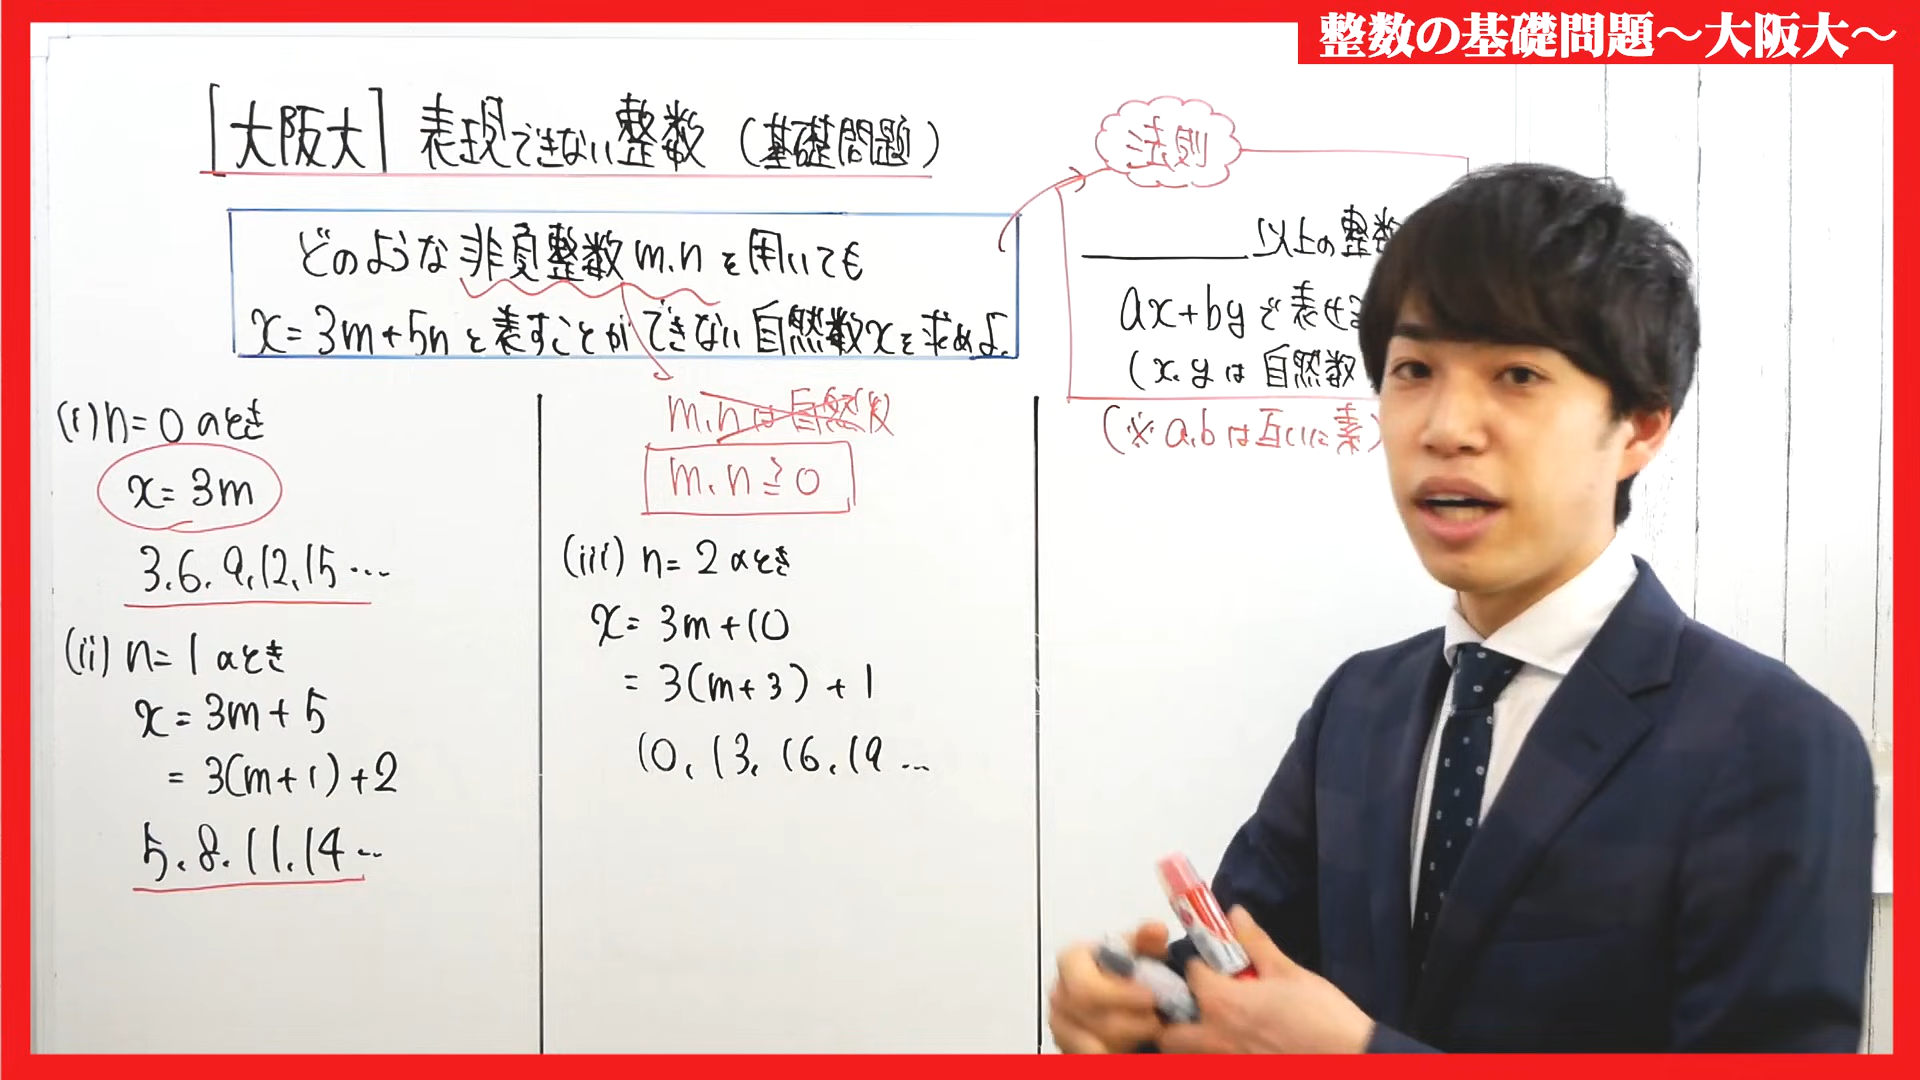 整数の基礎問題～大阪大～
[大阪大] 表現できない整数 (基礎問題)
どのような非負整数m.nを用いても
x=3m+5nと表すことができない自然数xを求めよ.
法則
以上の整数
ax+byで表せ
(x.yは自然数
(※a.bは互いに素)
m.nは自然数
m.n≧0
(i) n=0のとき
x=3m
3.6.9.12.15…
(ii) n=1のとき
x=3m+5
=3(m+1)+2
5.8.11.14…
(iii) n=2のとき
x=3m+10
=3(m+3)+1
10.13.16.19…